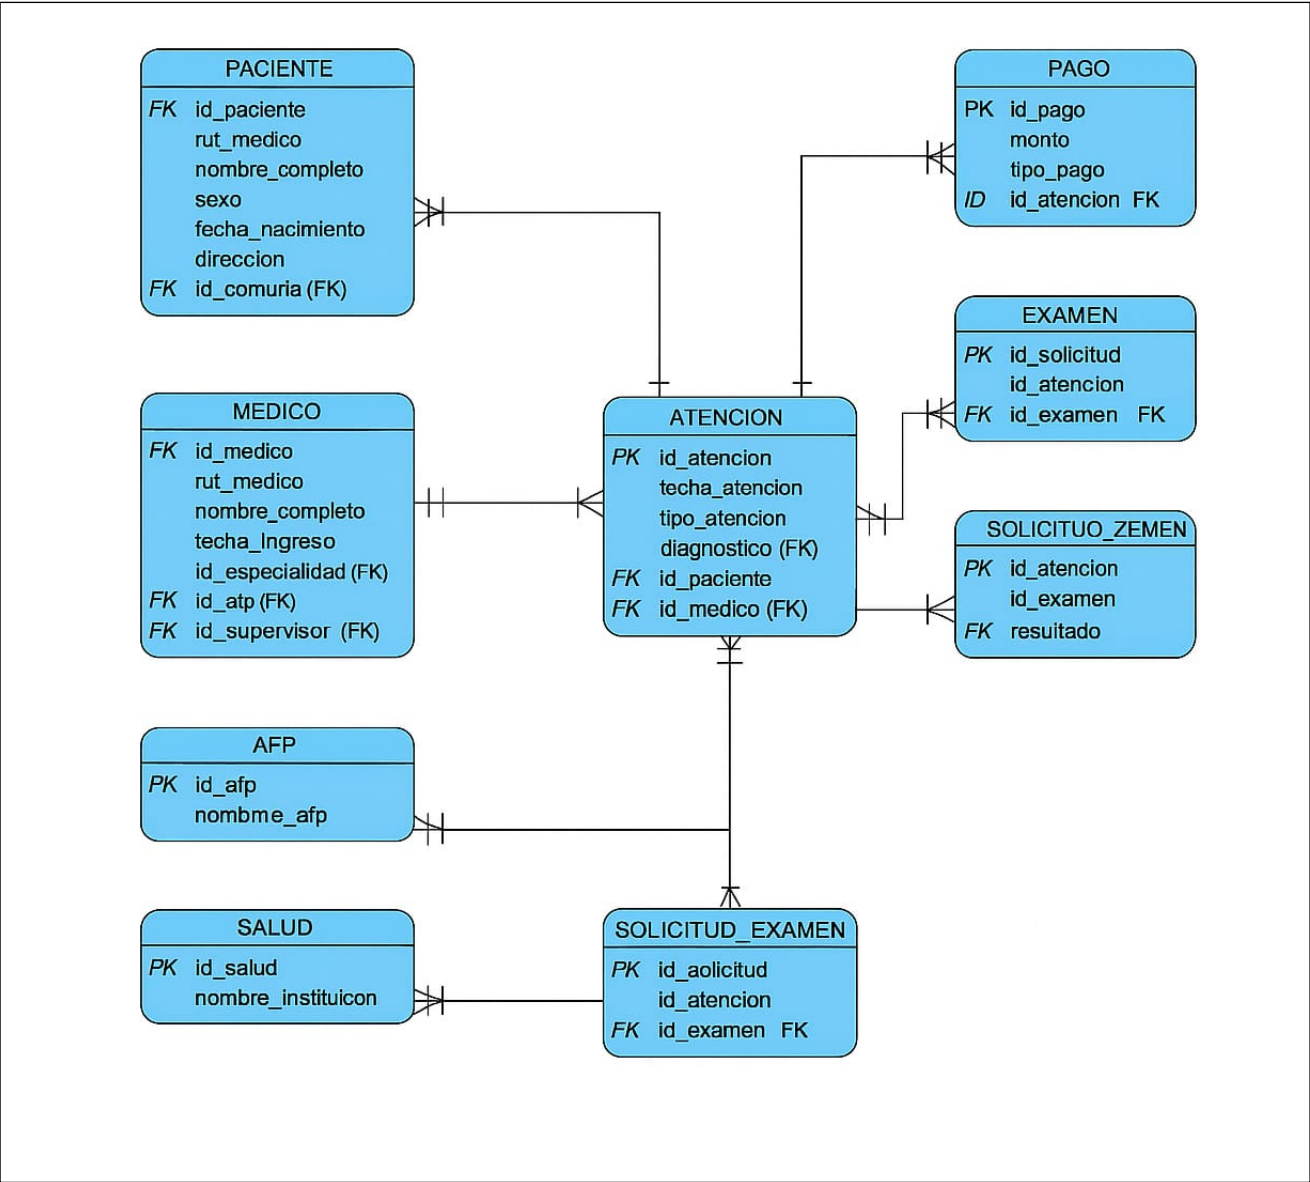 PACIENTE
FK id_paciente
rut_medico
nombre_completo
sexo
fecha_nacimiento
direccion
FK id_comuria (FK)
MEDICO
FK id_medico
rut_medico
nombre_completo
techa_Ingreso
id_especialidad (FK)
FK id_atp (FK)
FK id_supervisor (FK)
AFP
PK id_afp
nombme_afp
SALUD
PK id_salud
nombre_instituicon
ATENCION
PK id_atencion
techa_atencion
tipo_atencion
diagnostico (FK)
FK id_paciente
FK id_medico (FK)
SOLICITUD_EXAMEN
PK id_aolicitud
id_atencion
FK id_examen FK
PAGO
PK id_pago
monto
tipo_pago
ID id_atencion FK
EXAMEN
PK id_solicitud
id_atencion
FK id_examen FK
SOLICITUO_ZEMEN
PK id_atencion
id_examen
FK resuitado